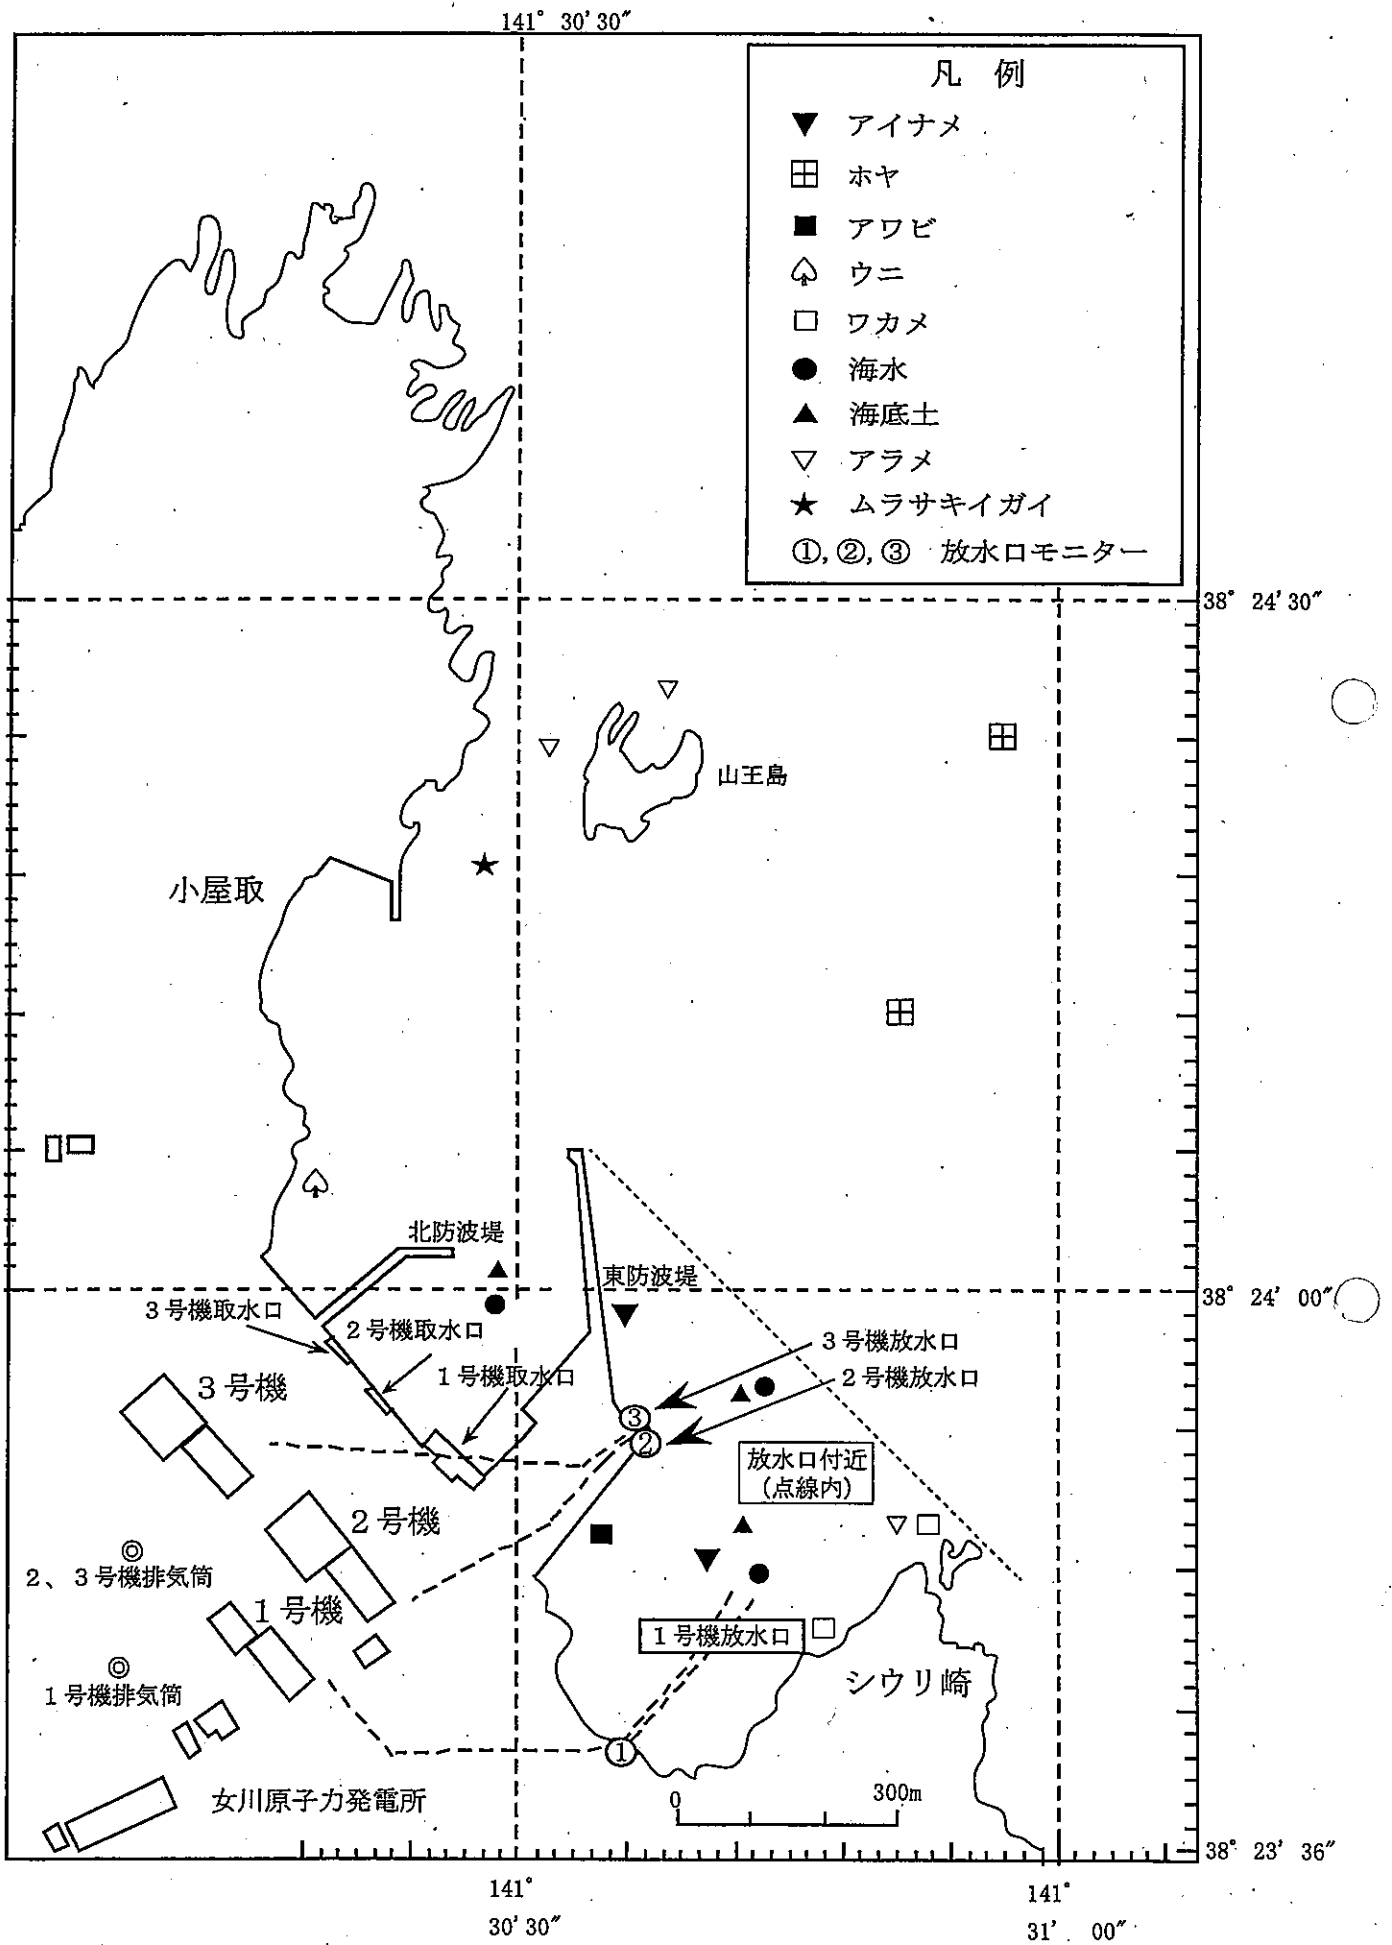 141° 30′30″
凡 例
アイナメ
ホヤ
アワビ
ウニ
ワカメ
海水
海底土
アラメ
ムラサキイガイ
①, ②, ③ 放水口モニター
38° 24′30″
山王島
小屋取
北防波堤
東防波堤
38° 24′ 00″
3号機取水口
2号機取水口
1号機取水口
3号機放水口
2号機放水口
3号機
③
②
放水口付近
(点線内)
2号機
2、3号機排気筒
1号機
1号機放水口
シウリ崎
1号機排気筒
①
女川原子力発電所
0 300m
38° 23′ 36″
141°
30′30″
141°
31′ 00″